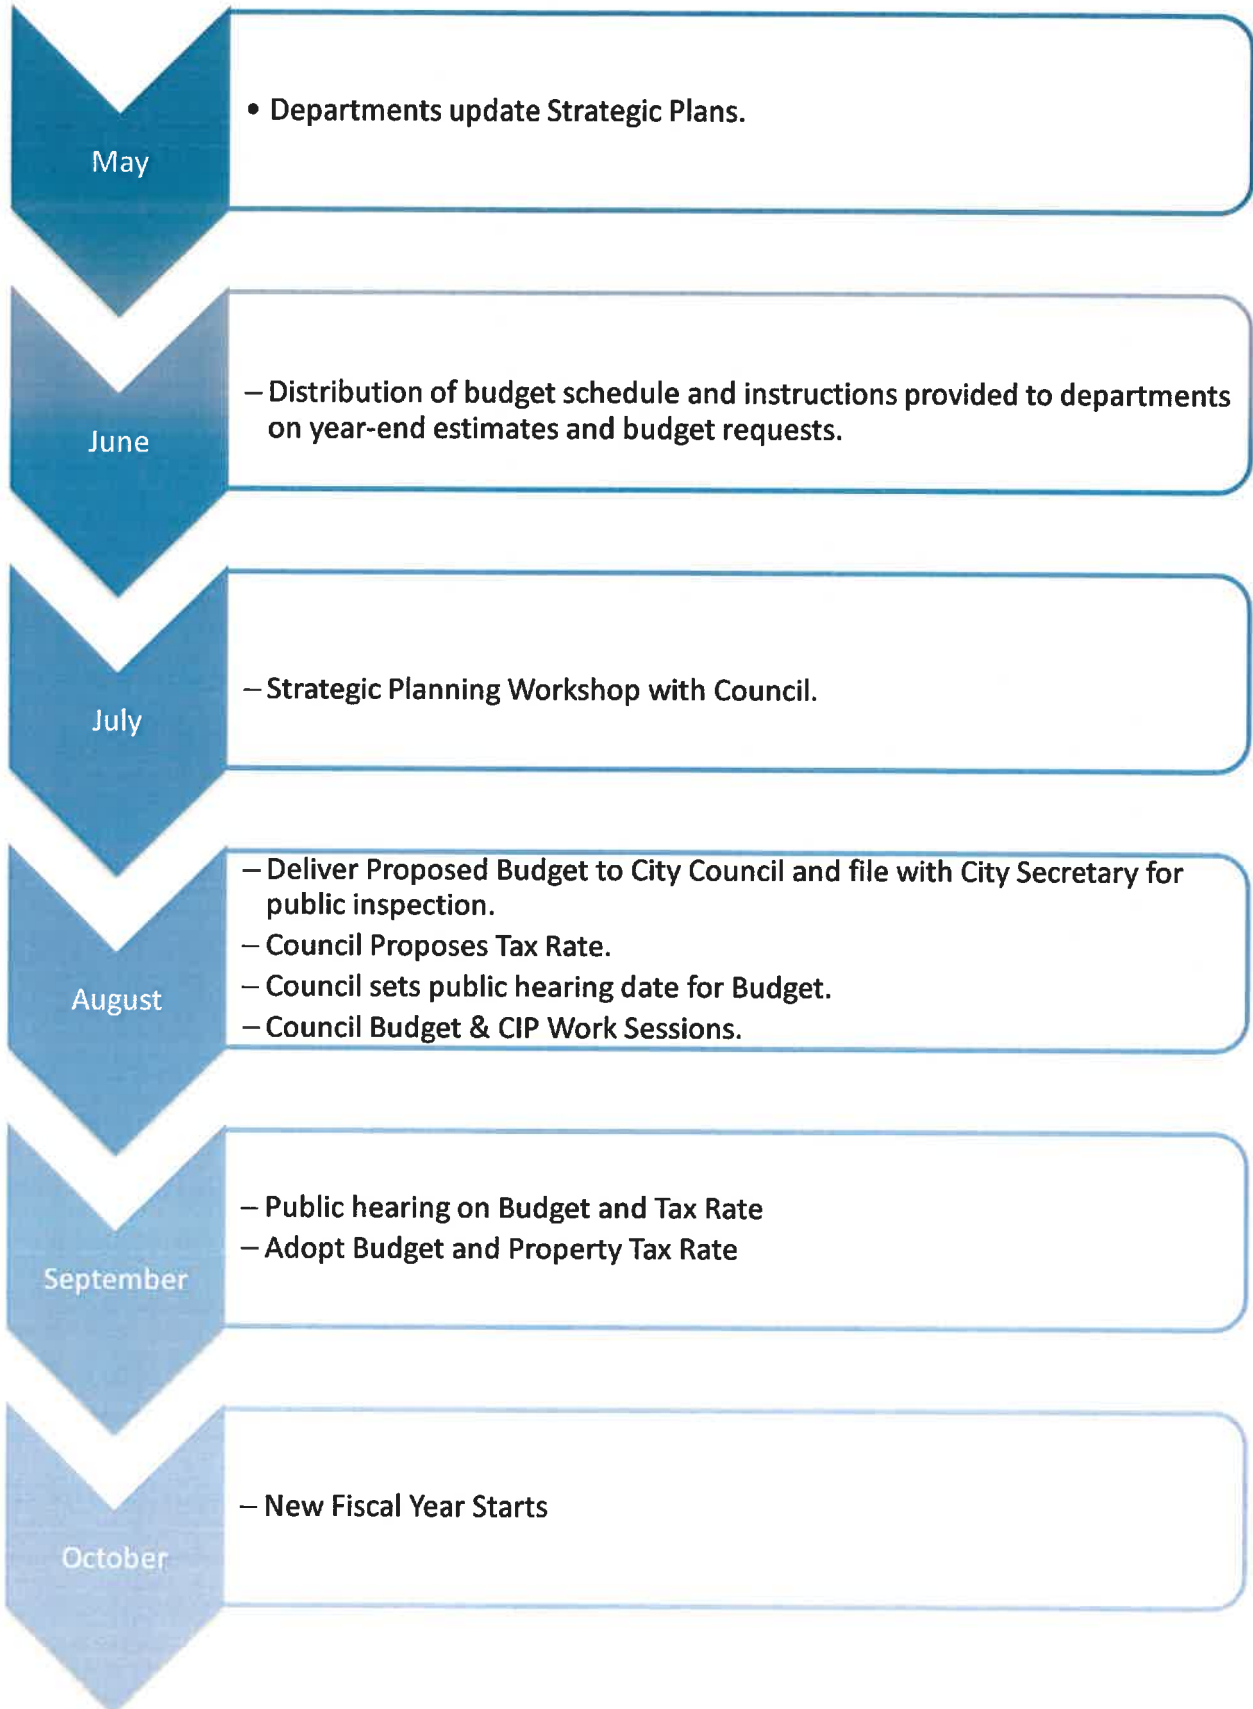 May
• Departments update Strategic Plans.
June
– Distribution of budget schedule and instructions provided to departments
on year-end estimates and budget requests.
July
– Strategic Planning Workshop with Council.
August
– Deliver Proposed Budget to City Council and file with City Secretary for
public inspection.
– Council Proposes Tax Rate.
– Council sets public hearing date for Budget.
– Council Budget & CIP Work Sessions.
September
– Public hearing on Budget and Tax Rate
– Adopt Budget and Property Tax Rate
October
– New Fiscal Year Starts